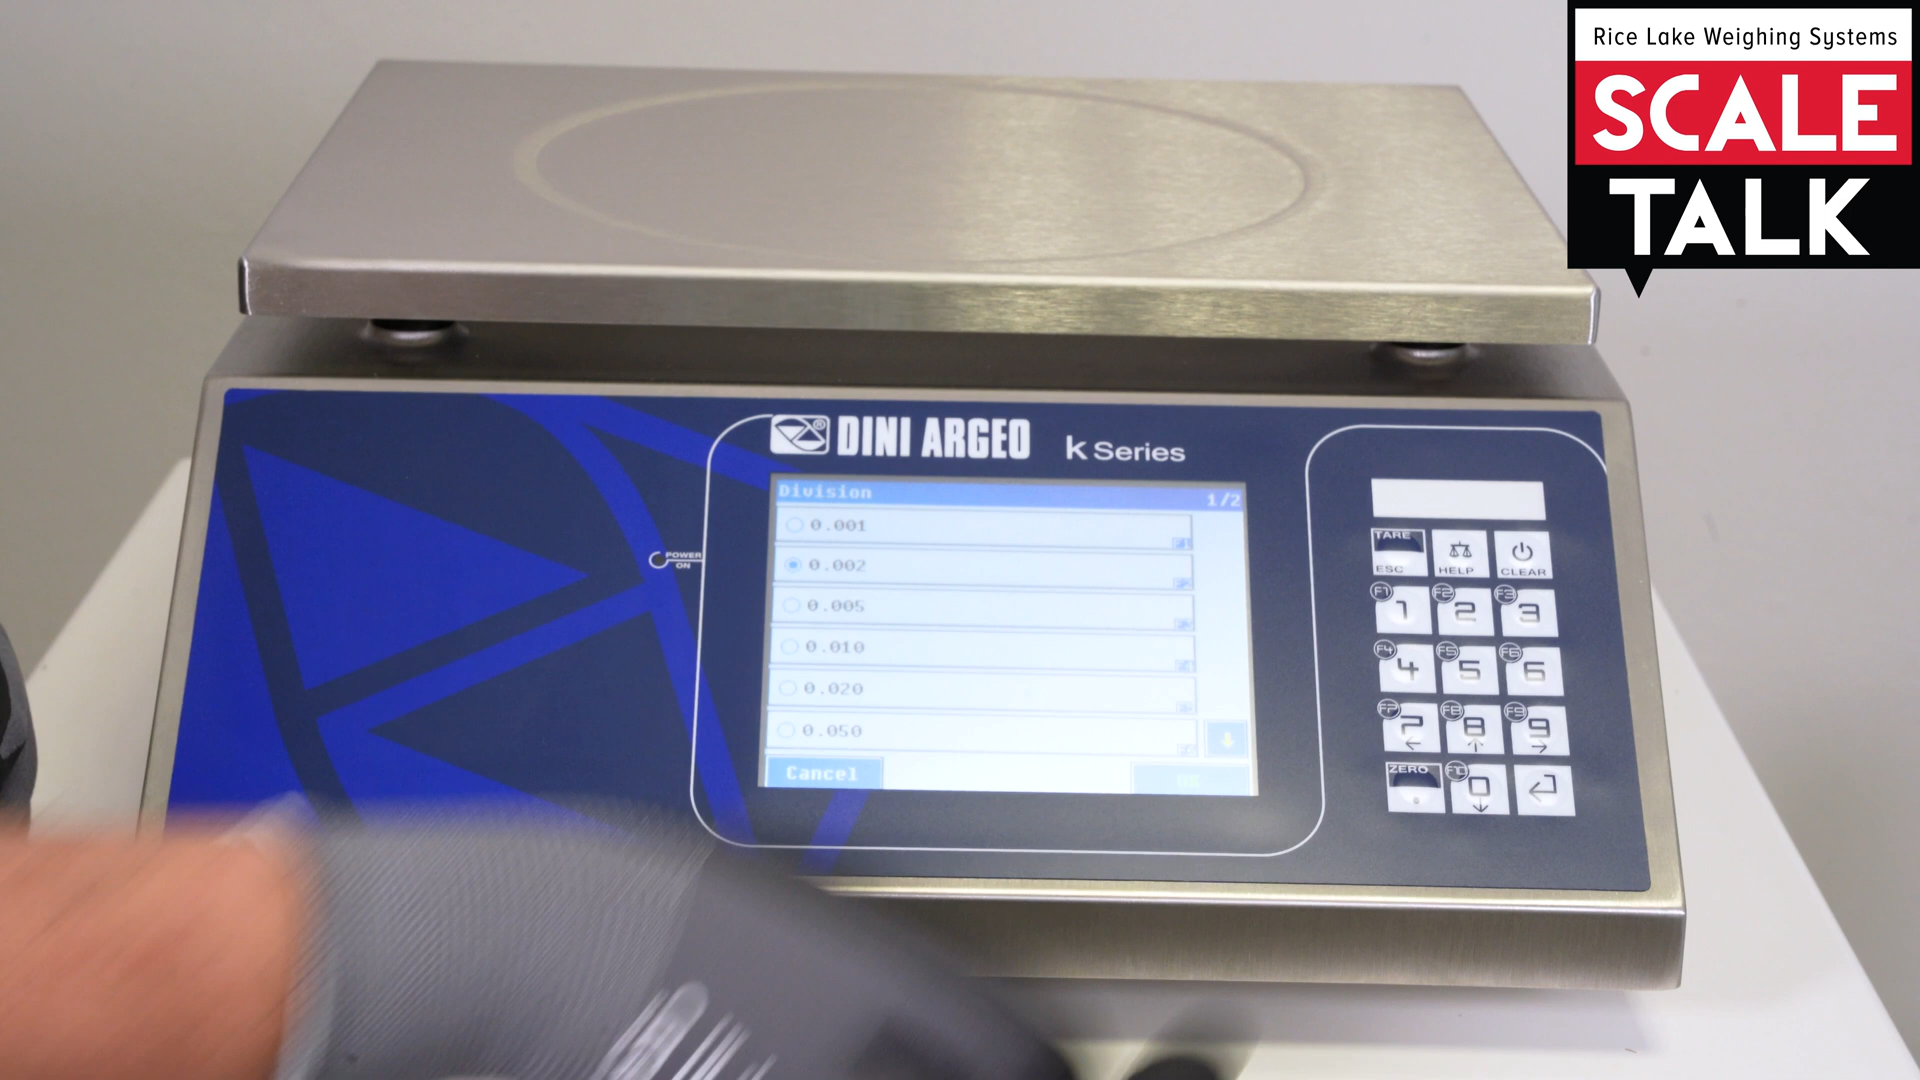 Rice Lake Weighing Systems
SCALE
TALK
DINI ARGEO k Series
Division 1/2
0.001
0.002
0.005
0.010
0.020
0.050
Cancel
POWER
ON
TARE
ESC HELP CLEAR
F1 1 F2 2 F3 3
F4 4 F5 5 F6 6
F7 7 F8 8 F9 9
ZERO F10 0